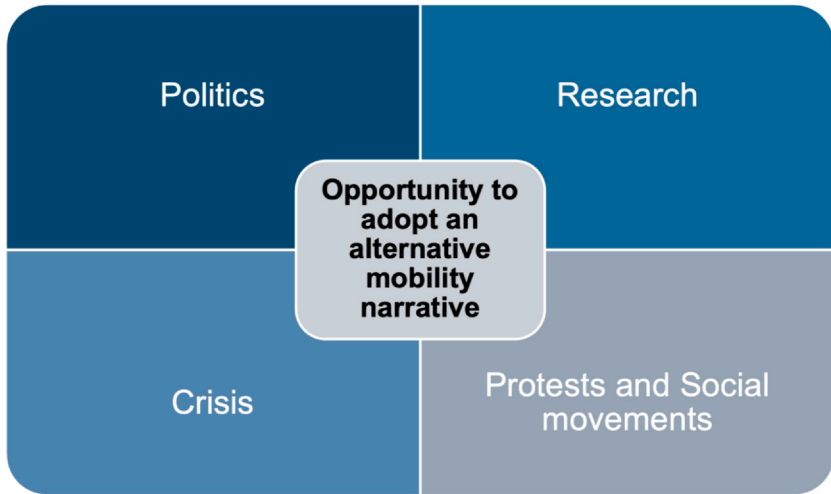 Politics
Research
Opportunity to
adopt an
alternative
mobility
narrative
Crisis
Protests and Social
movements